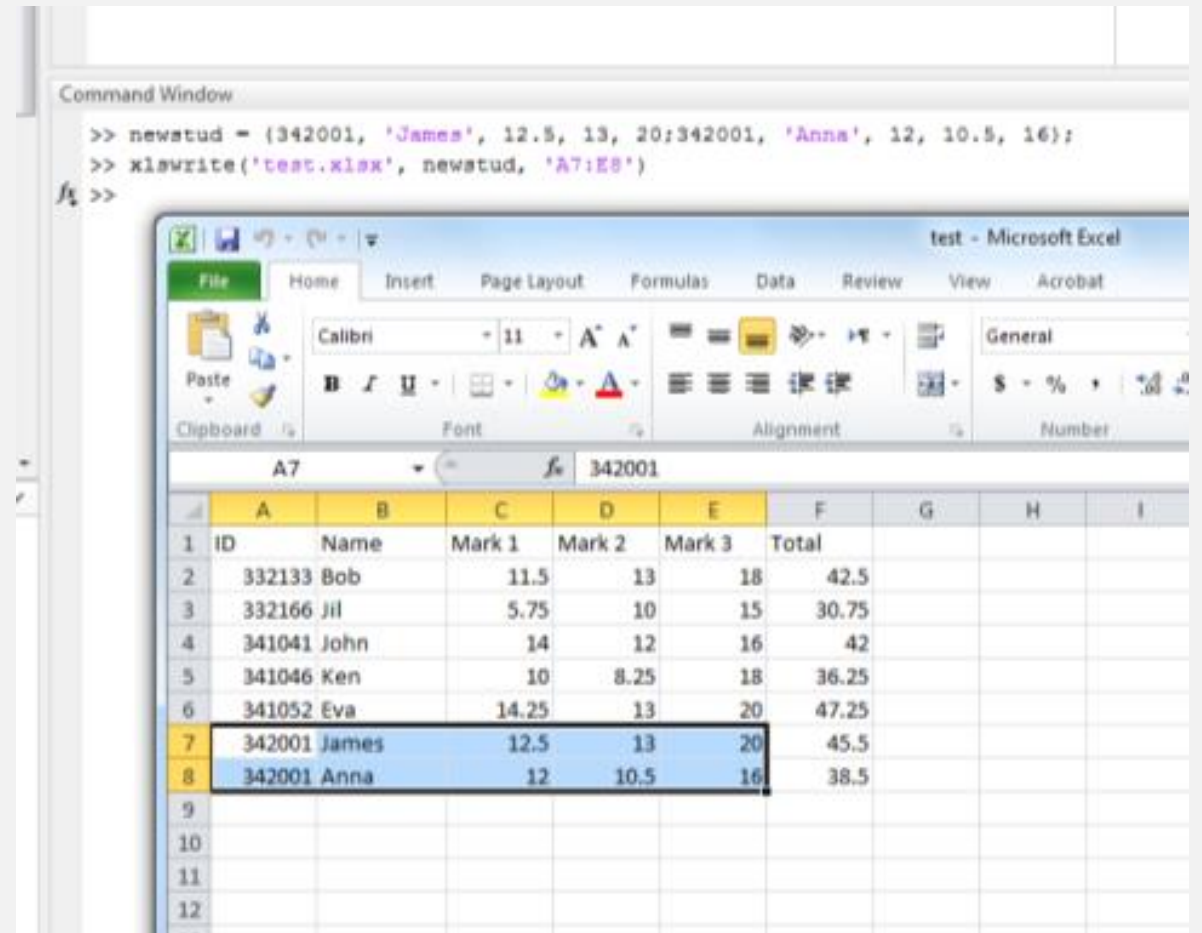 Command Window
>> newstud = {342001, 'James', 12.5, 13, 20;342001, 'Anna', 12, 10.5, 16};
>> xlswrite('test.xlsx', newstud, 'A7:E8')
fx >>
test - Microsoft Excel
File Home Insert Page Layout Formulas Data Review View Acrobat
Calibri 11 A A General
Paste B I U A $ % ,
Clipboard Font Alignment Number
A7 fx 342001
A B C D E F G H I
1 ID Name Mark 1 Mark 2 Mark 3 Total
2 332133 Bob 11.5 13 18 42.5
3 332166 Jil 5.75 10 15 30.75
4 341041 John 14 12 16 42
5 341046 Ken 10 8.25 18 36.25
6 341052 Eva 14.25 13 20 47.25
7 342001 James 12.5 13 20 45.5
8 342001 Anna 12 10.5 16 38.5
9
10
11
12